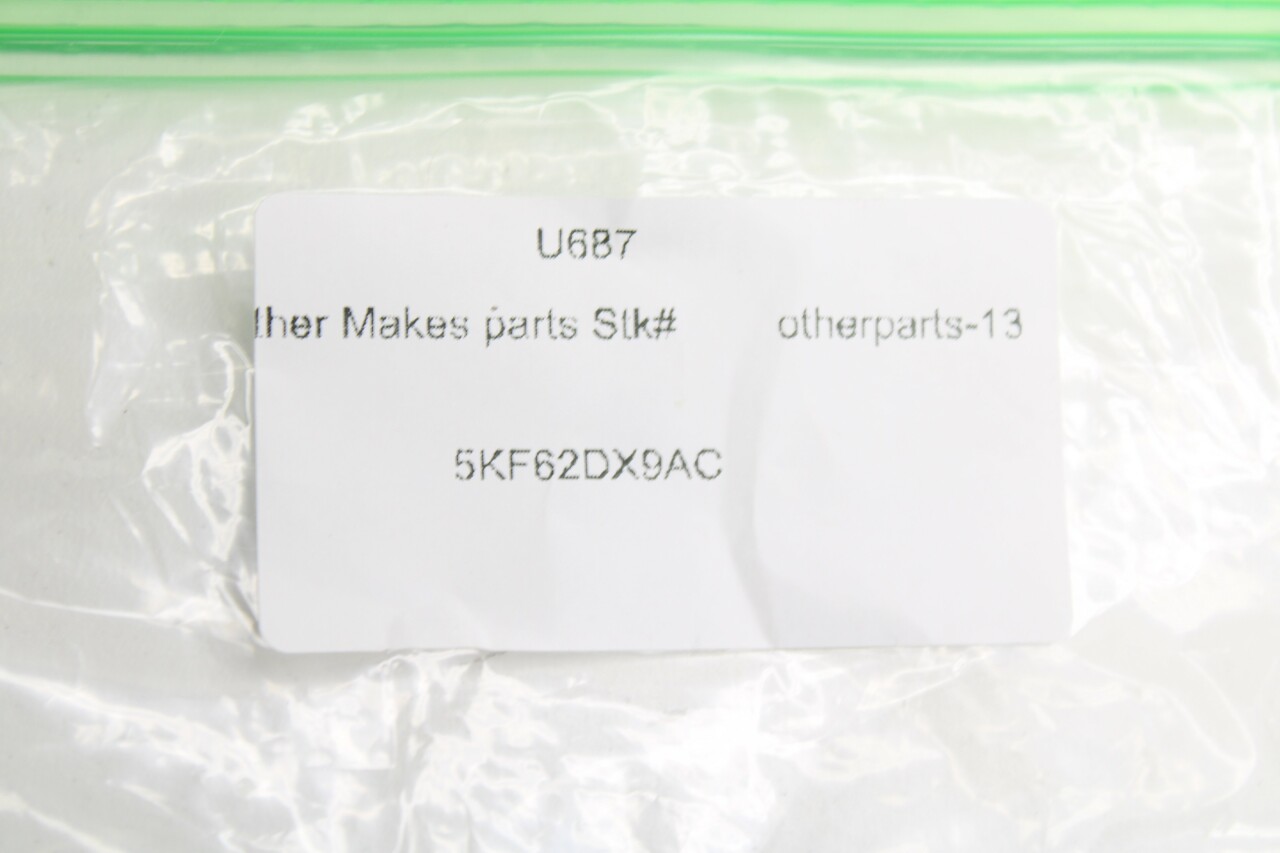 U687
ther Makes parts Stk# otherparts-13
5KF62DX9AC